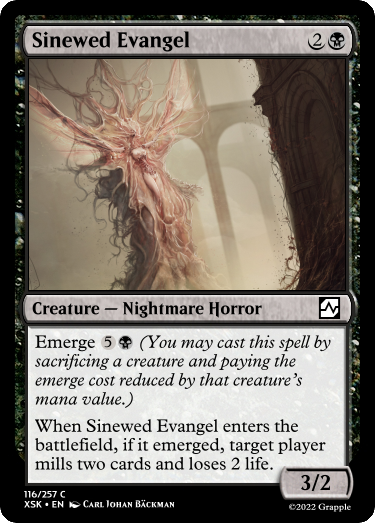 Sinewed Evangel 2
Creature — Nightmare Horror
Emerge 5 (You may cast this spell by
sacrificing a creature and paying the
emerge cost reduced by that creature's
mana value.)
When Sinewed Evangel enters the
battlefield, if it emerged, target player
mills two cards and loses 2 life.
3/2
116/257 C
XSK • EN Carl Johan Bäckman
©2022 Grapple